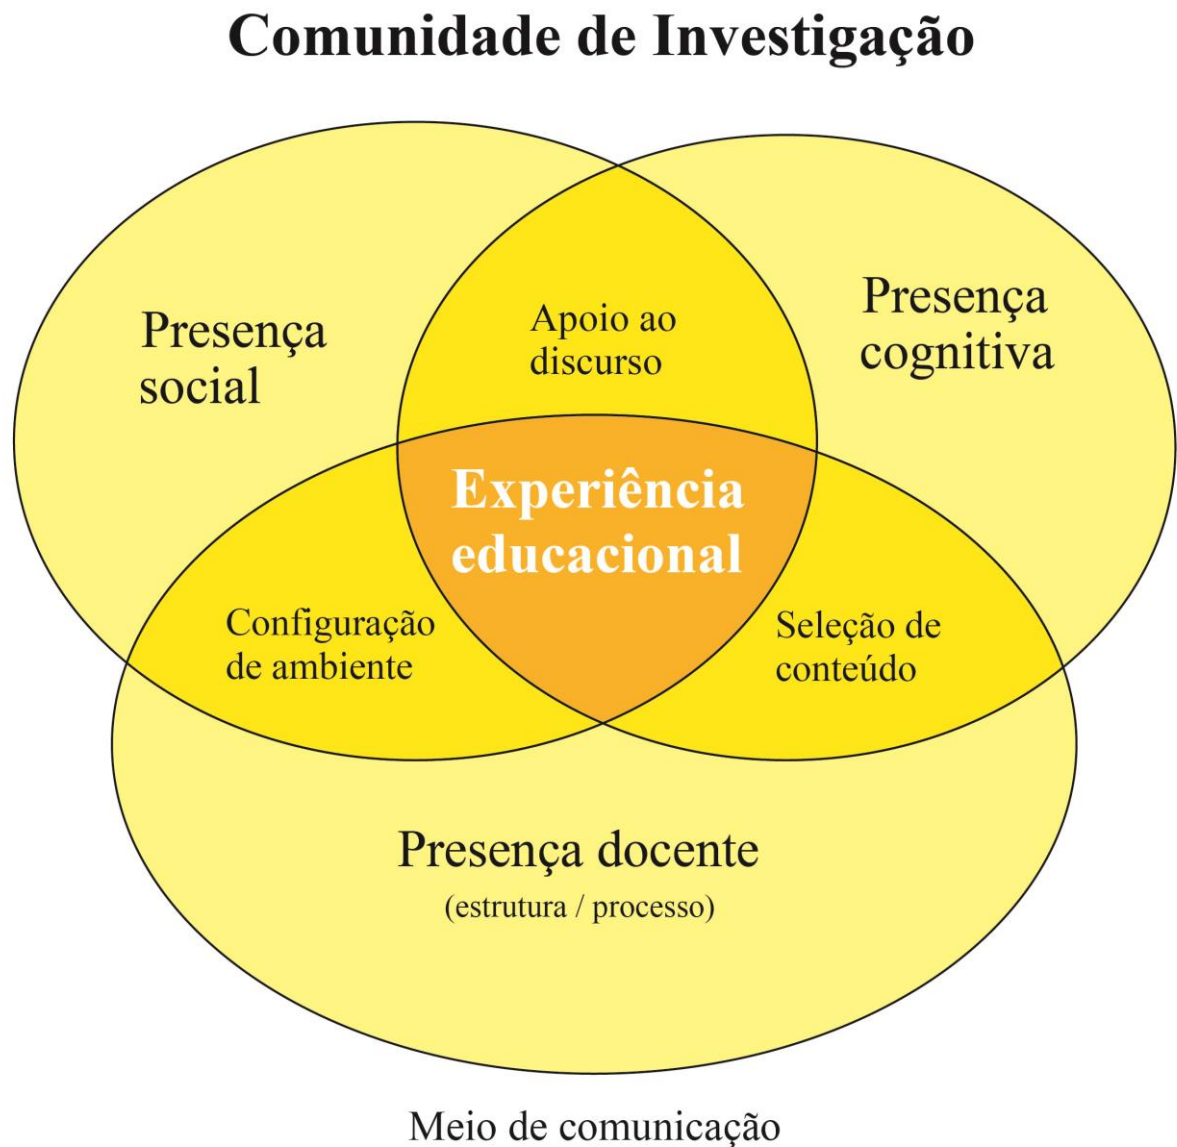 Comunidade de Investigação
Presença
social
Apoio ao
discurso
Presença
cognitiva
Experiência
educacional
Configuração
de ambiente
Seleção de
conteúdo
Presença docente
(estrutura / processo)
Meio de comunicação